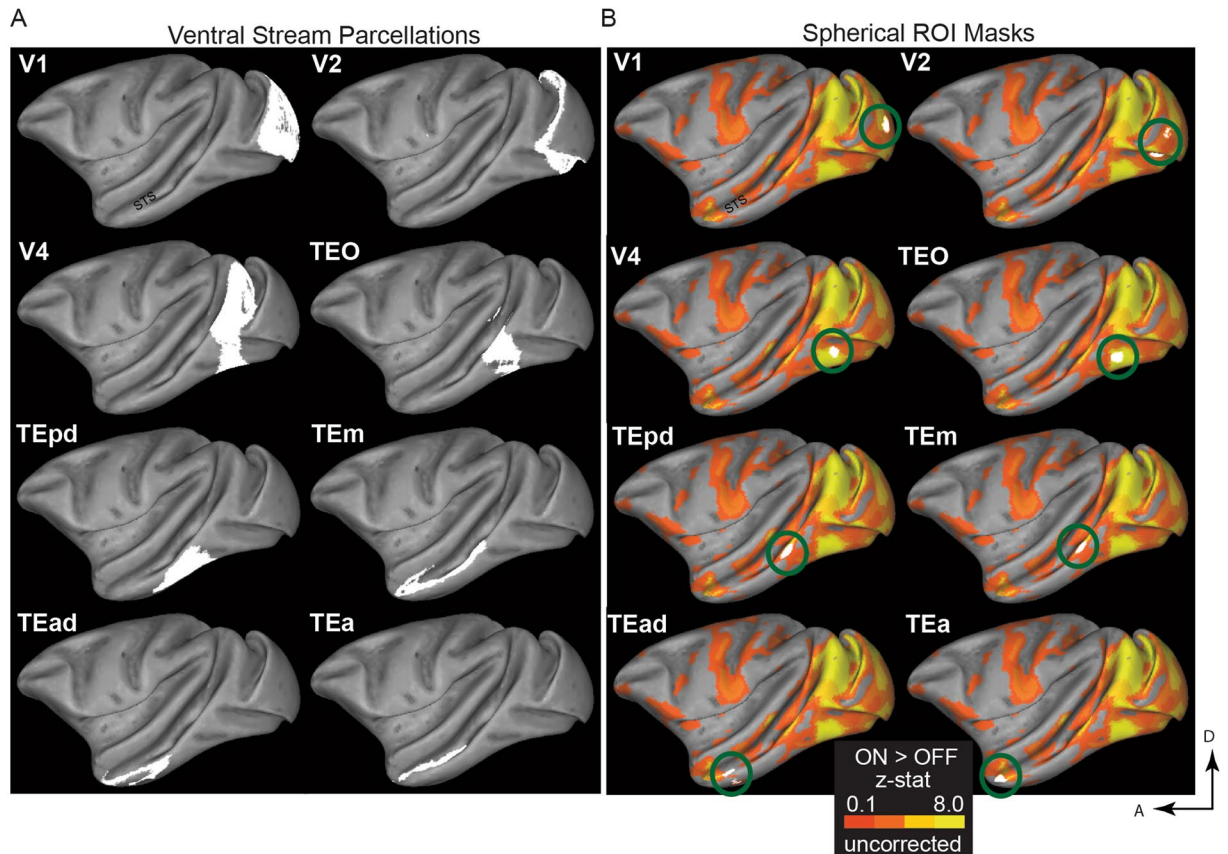 A
Ventral Stream Parcellations
V1
V2
STS
V4
TEO
TEpd
TEm
TEad
TEa
B
Spherical ROI Masks
V1
V2
STS
V4
TEO
TEpd
TEm
TEad
TEa
ON > OFF
z-stat
0.1 8.0
uncorrected
D
A